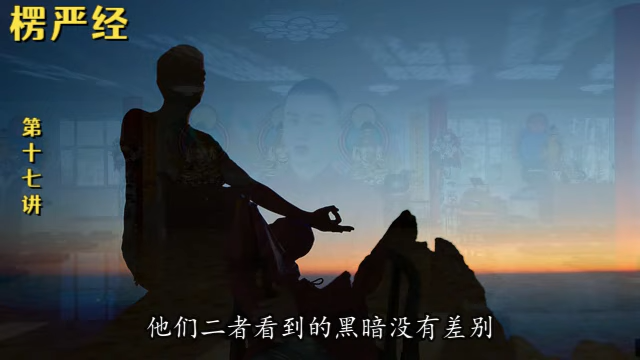 楞严经
第十七讲
他们二者看到的黑暗没有差别